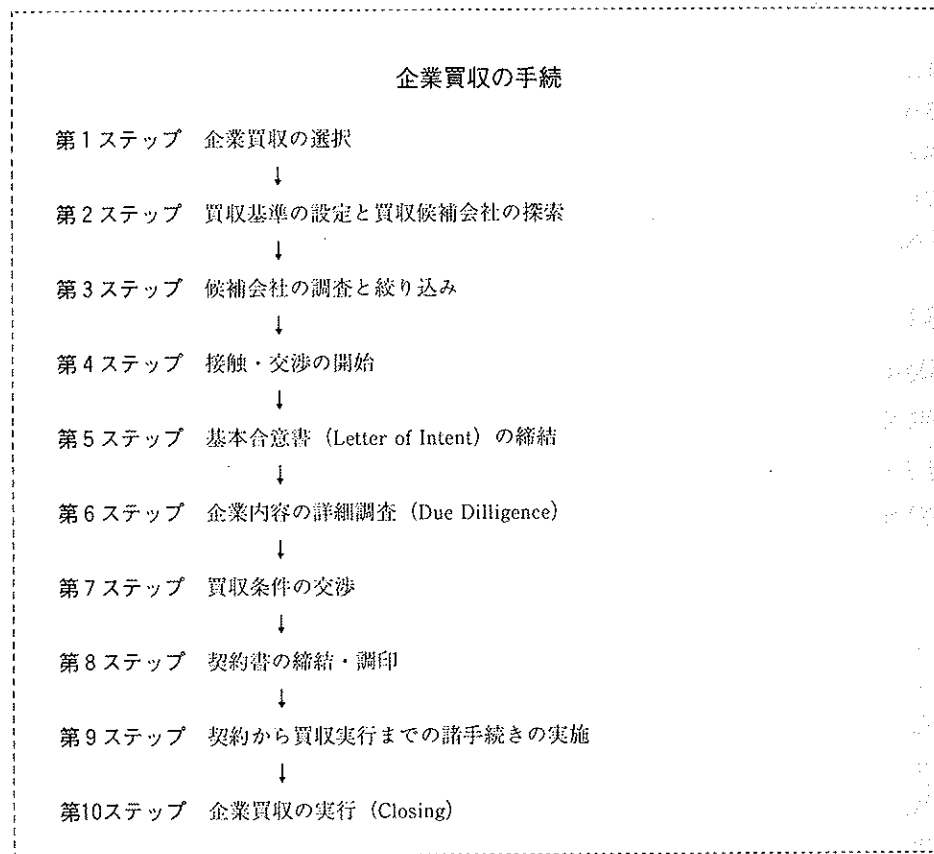 企業買収の手続
第1ステップ 企業買収の選択
↓
第2ステップ 買収基準の設定と買収候補会社の探索
↓
第3ステップ 候補会社の調査と絞り込み
↓
第4ステップ 接触・交渉の開始
↓
第5ステップ 基本合意書 (Letter of Intent) の締結
↓
第6ステップ 企業内容の詳細調査 (Due Dilligence)
↓
第7ステップ 買収条件の交渉
↓
第8ステップ 契約書の締結・調印
↓
第9ステップ 契約から買収実行までの諸手続きの実施
↓
第10ステップ 企業買収の実行 (Closing)